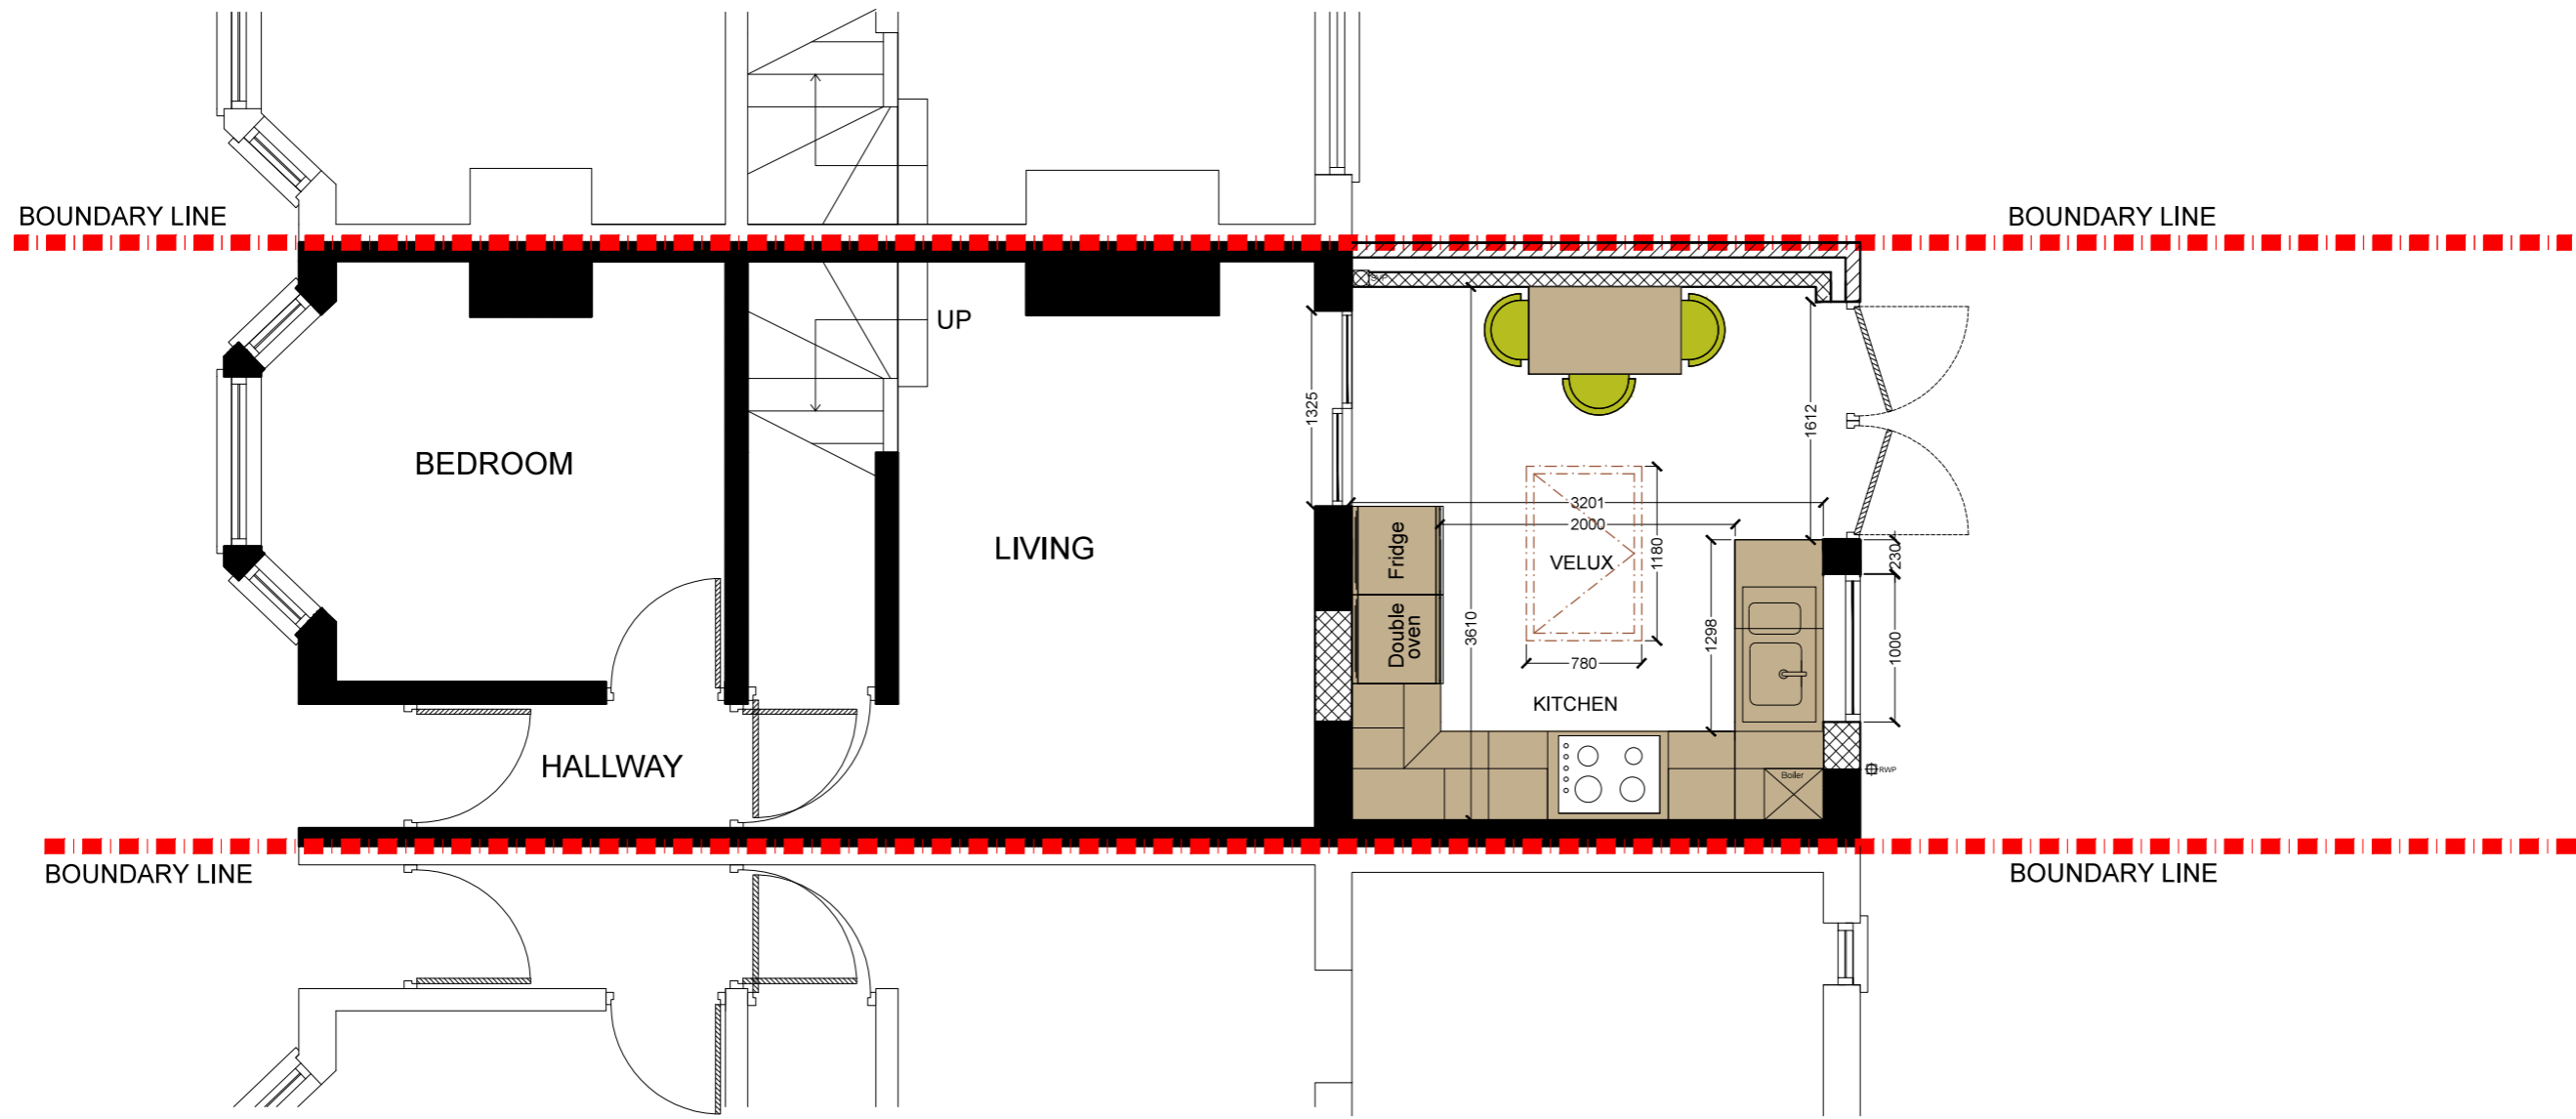 BOUNDARY LINE
BOUNDARY LINE
UP
1325
1612
BEDROOM
3201
2000
Fridge
LIVING
VELUX
1180
230
Double
oven
3610
1298
1000
780
KITCHEN
HALLWAY
Boiler
RWP
BOUNDARY LINE
BOUNDARY LINE